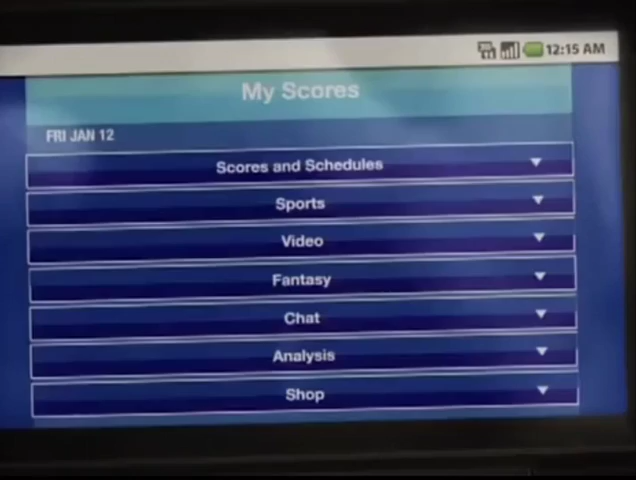 12:15 AM
My Scores
FRI JAN 12
Scores and Schedules
Sports
Video
Fantasy
Chat
Analysis
Shop